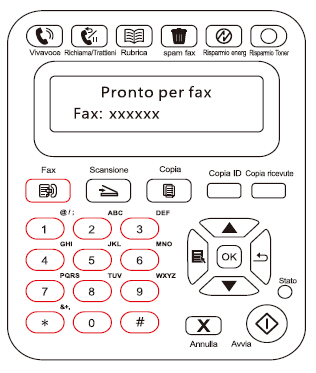 Vivavoce Richiama/Trattieni Rubrica spam fax Risparmio energ Risparmio Toner
Pronto per fax
Fax: xxxxxx
Fax Scansione Copia Copia ID Copia ricevute
@ / ; ABC DEF
1 2 3
GHI JKL MNO
4 5 6 OK
PQRS TUV WXYZ
7 8 9 Stato
&+,
* 0 # X
Annulla Avvia